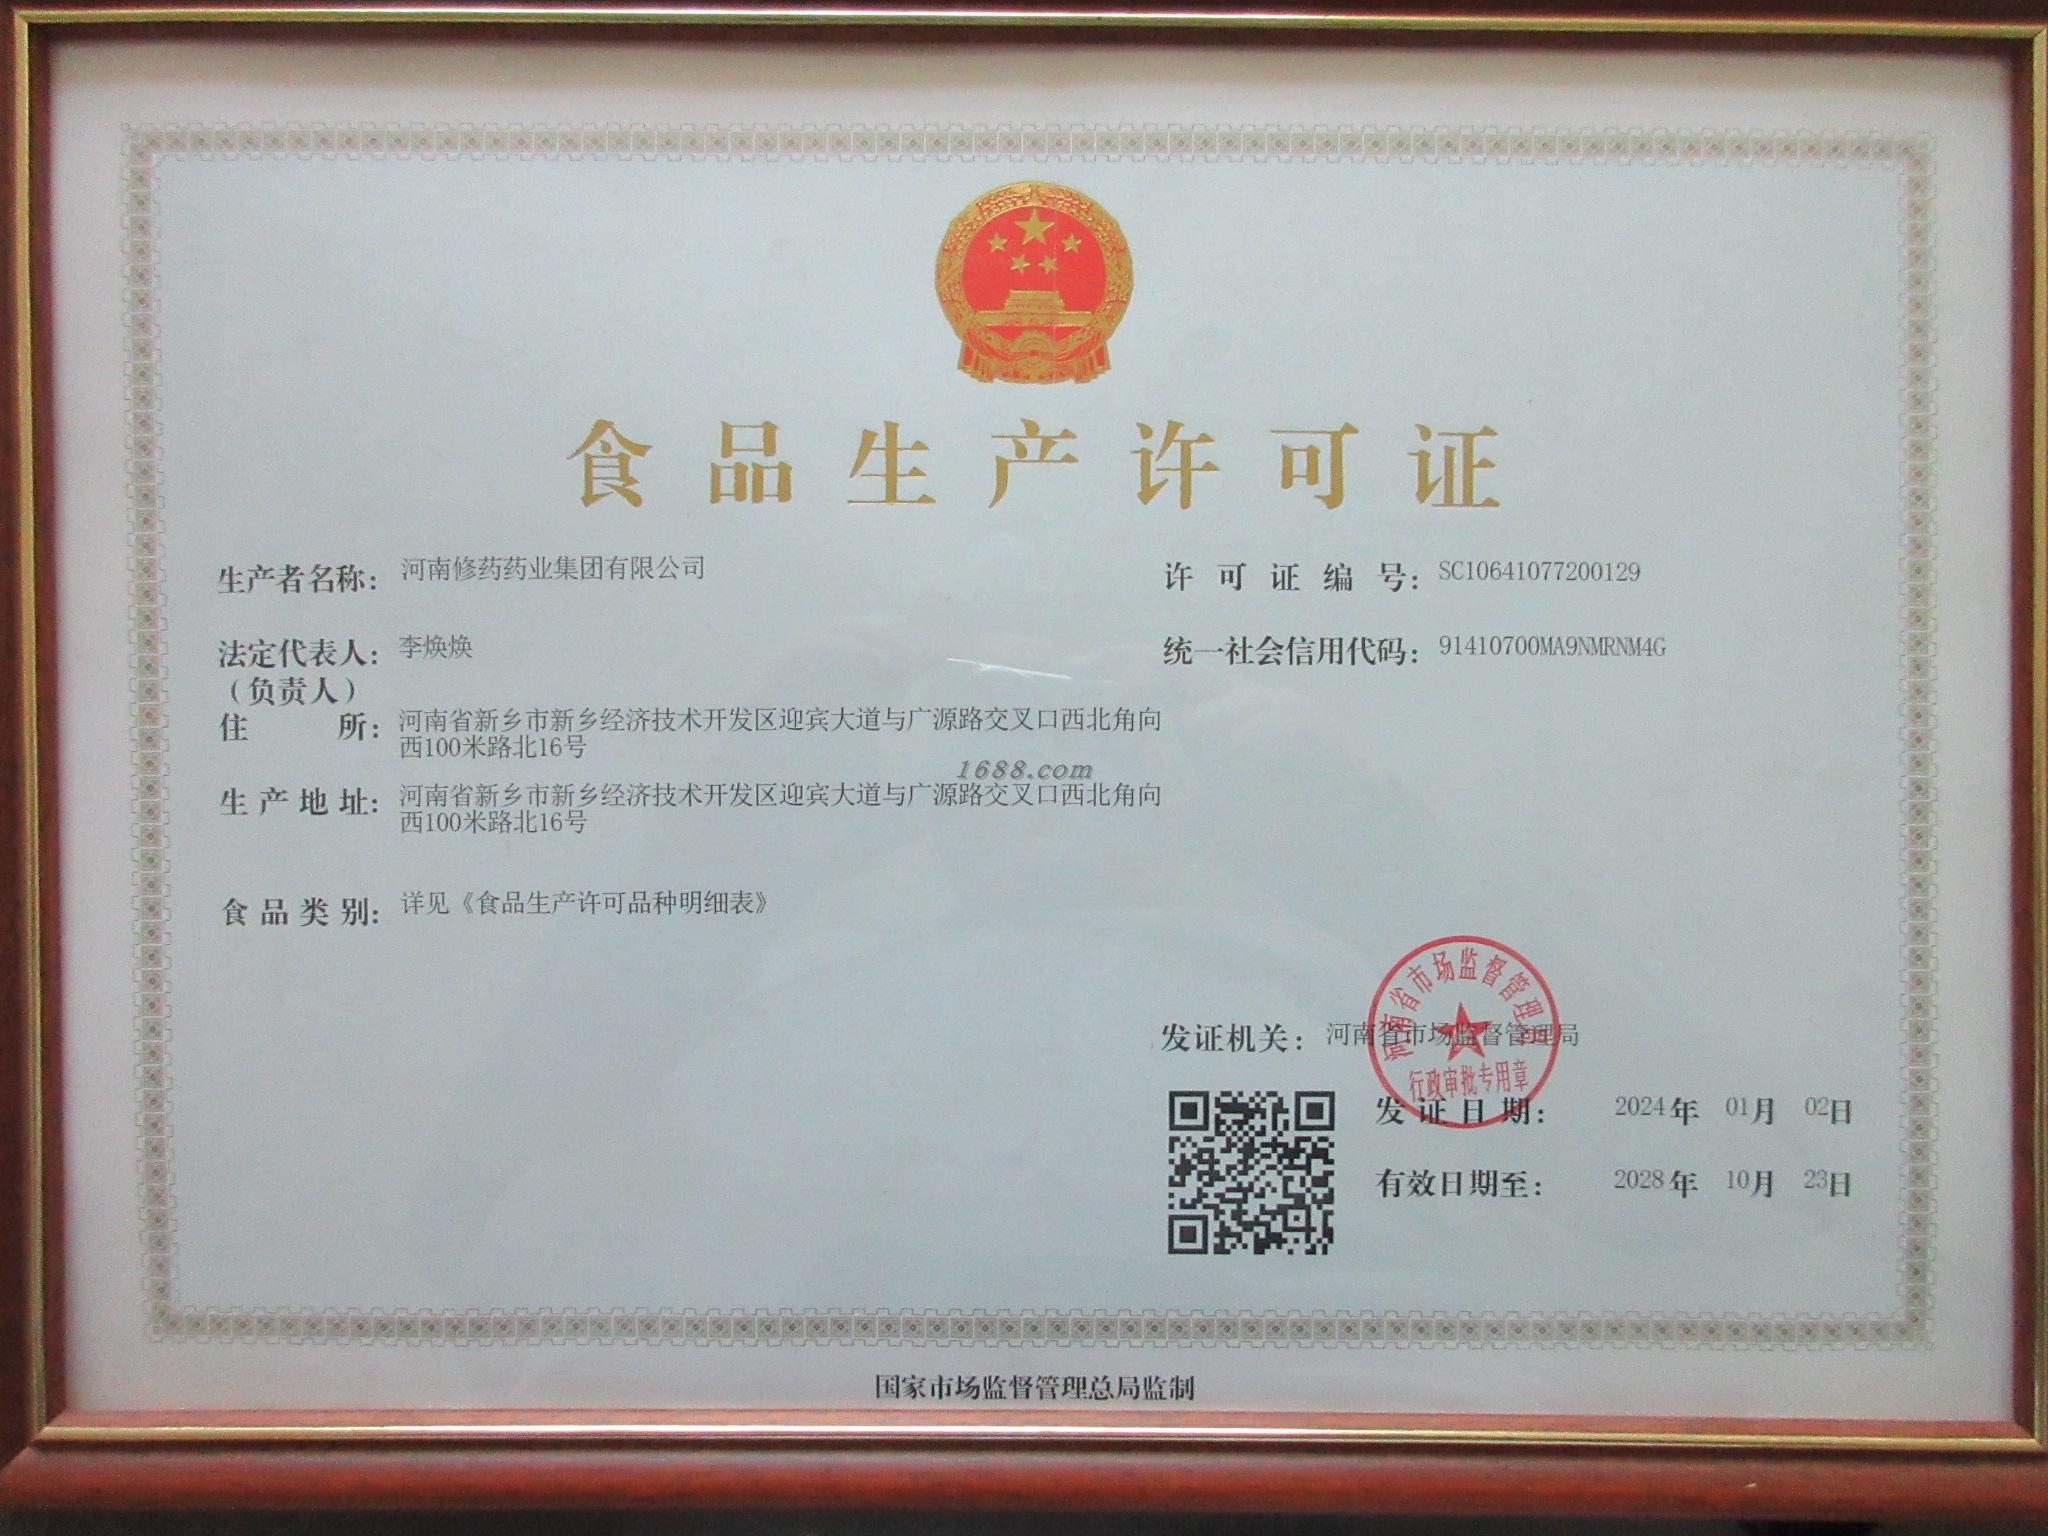 食品生产许可证
生产者名称：河南修药药业集团有限公司
许可证编号：SC10641077200129
法定代表人：李焕焕
（负责人）
统一社会信用代码：91410700MA9NMRNM4G
住所：河南省新乡市新乡经济技术开发区迎宾大道与广源路交叉口西北角向
西100米路北16号
1688.com
生产地址：河南省新乡市新乡经济技术开发区迎宾大道与广源路交叉口西北角向
西100米路北16号
食品类别：详见《食品生产许可品种明细表》
河南省市场监督管理局
行政审批专用章
发证机关：河南省市场监督管理局
发证日期：2024年 01月 02日
有效日期至：2028年 10月 23日
国家市场监督管理总局监制